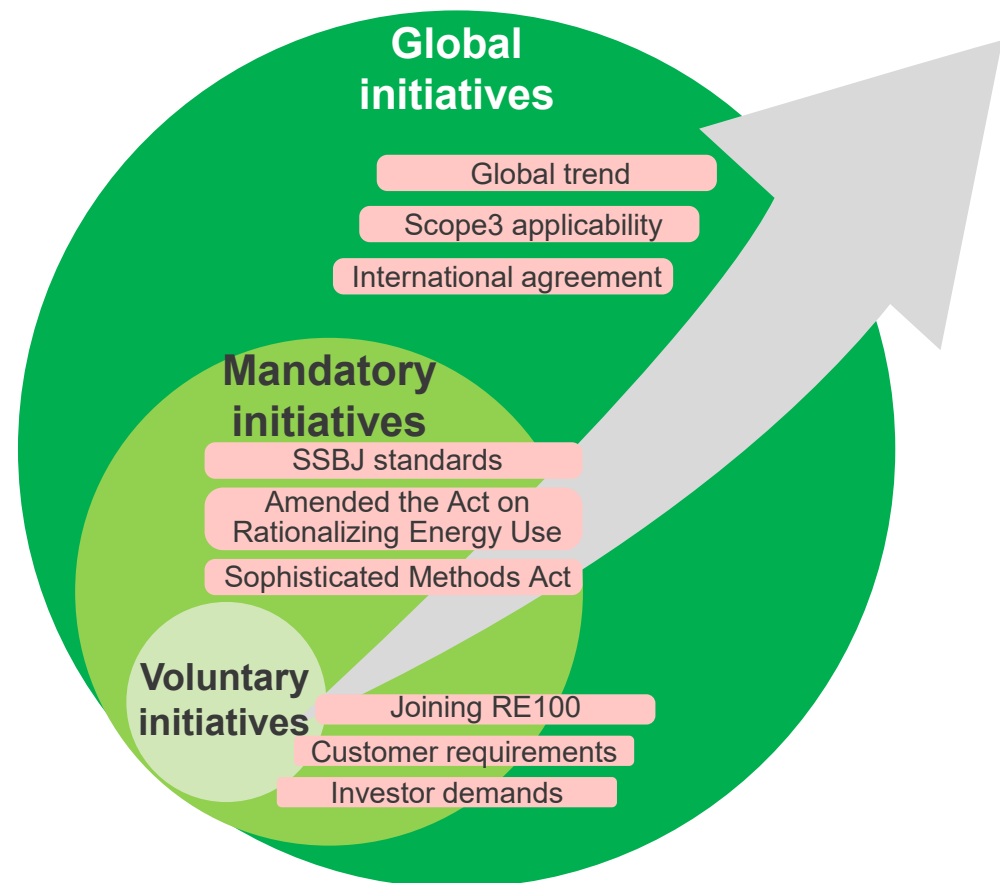 Global
initiatives
Global trend
Scope3 applicability
International agreement
Mandatory
initiatives
SSBJ standards
Amended the Act on
Rationalizing Energy Use
Sophisticated Methods Act
Voluntary
initiatives
Joining RE100
Customer requirements
Investor demands